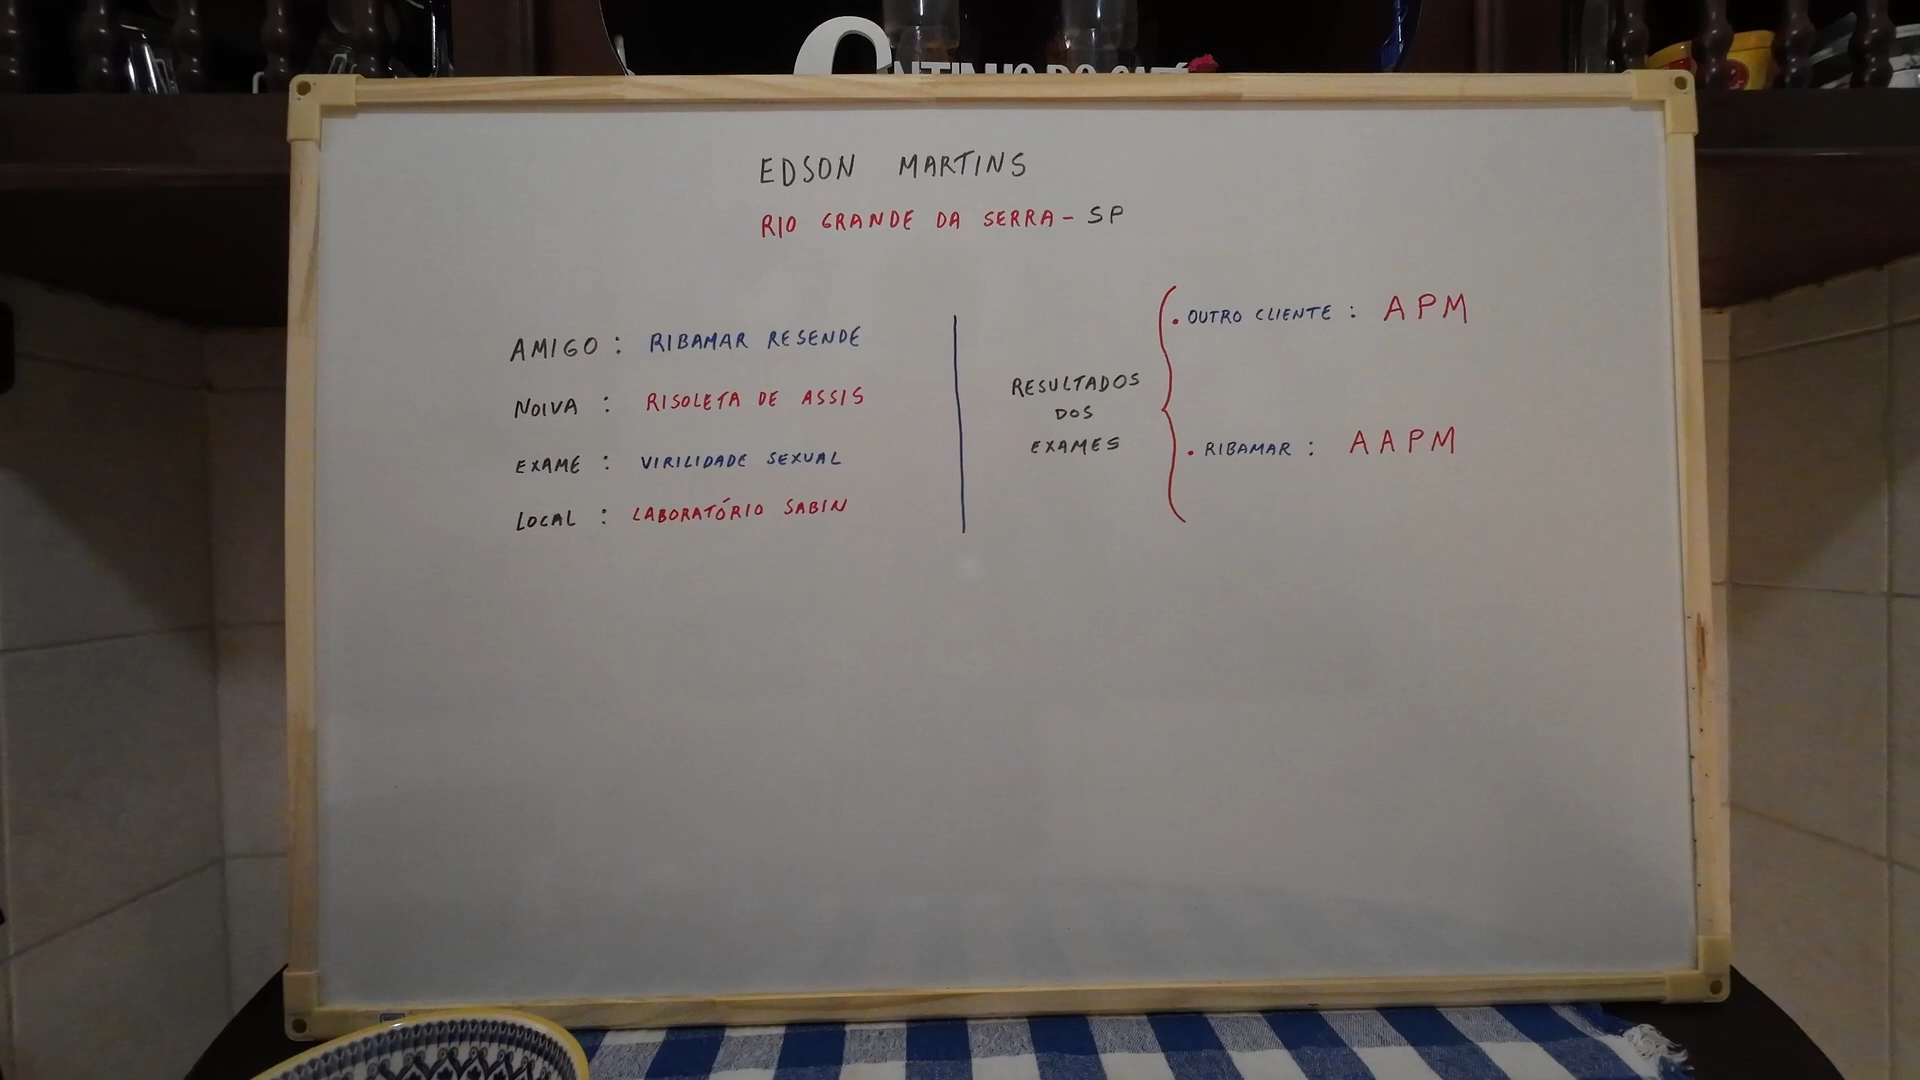 EDSON MARTINS
RIO GRANDE DA SERRA - SP
AMIGO : RIBAMAR RESENDE
NOIVA : RISOLETA DE ASSIS
EXAME : VIRILIDADE SEXUAL
LOCAL : LABORATÓRIO SABIN
RESULTADOS
DOS
EXAMES
• OUTRO CLIENTE : APM
• RIBAMAR : AAPM